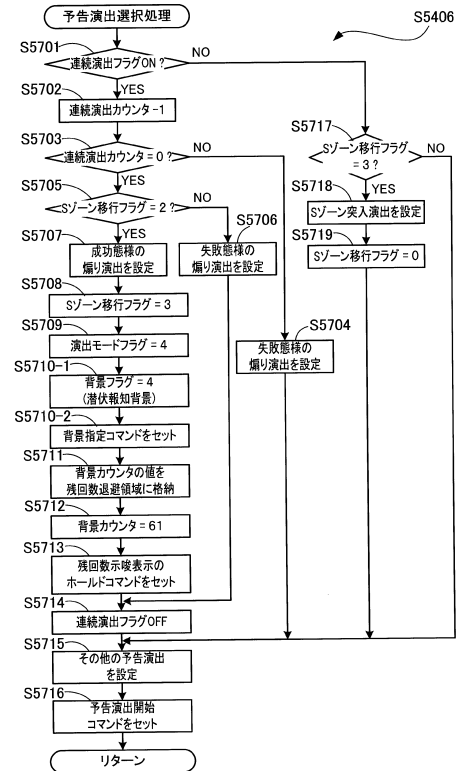 予告演出選択処理
S5406
S5701
連続演出フラグON?
NO
YES
S5702
連続演出カウンタ-1
S5703
連続演出カウンタ=0?
NO
YES
S5717
Sゾーン移行フラグ
=3?
NO
YES
S5705
Sゾーン移行フラグ=2?
NO
YES
S5718
Sゾーン突入演出を設定
S5706
失敗態様の
煽り演出を設定
S5707
成功態様の
煽り演出を設定
S5719
Sゾーン移行フラグ=0
S5708
Sゾーン移行フラグ=3
S5709
演出モードフラグ=4
S5704
失敗態様の
煽り演出を設定
S5710-1
背景フラグ=4
(潜伏報知背景)
S5710-2
背景指定コマンドをセット
S5711
背景カウンタの値を
残回数退避領域に格納
S5712
背景カウンタ=61
S5713
残回数示唆表示の
ホールドコマンドをセット
S5714
連続演出フラグOFF
S5715
その他の予告演出
を設定
S5716
予告演出開始
コマンドをセット
リターン